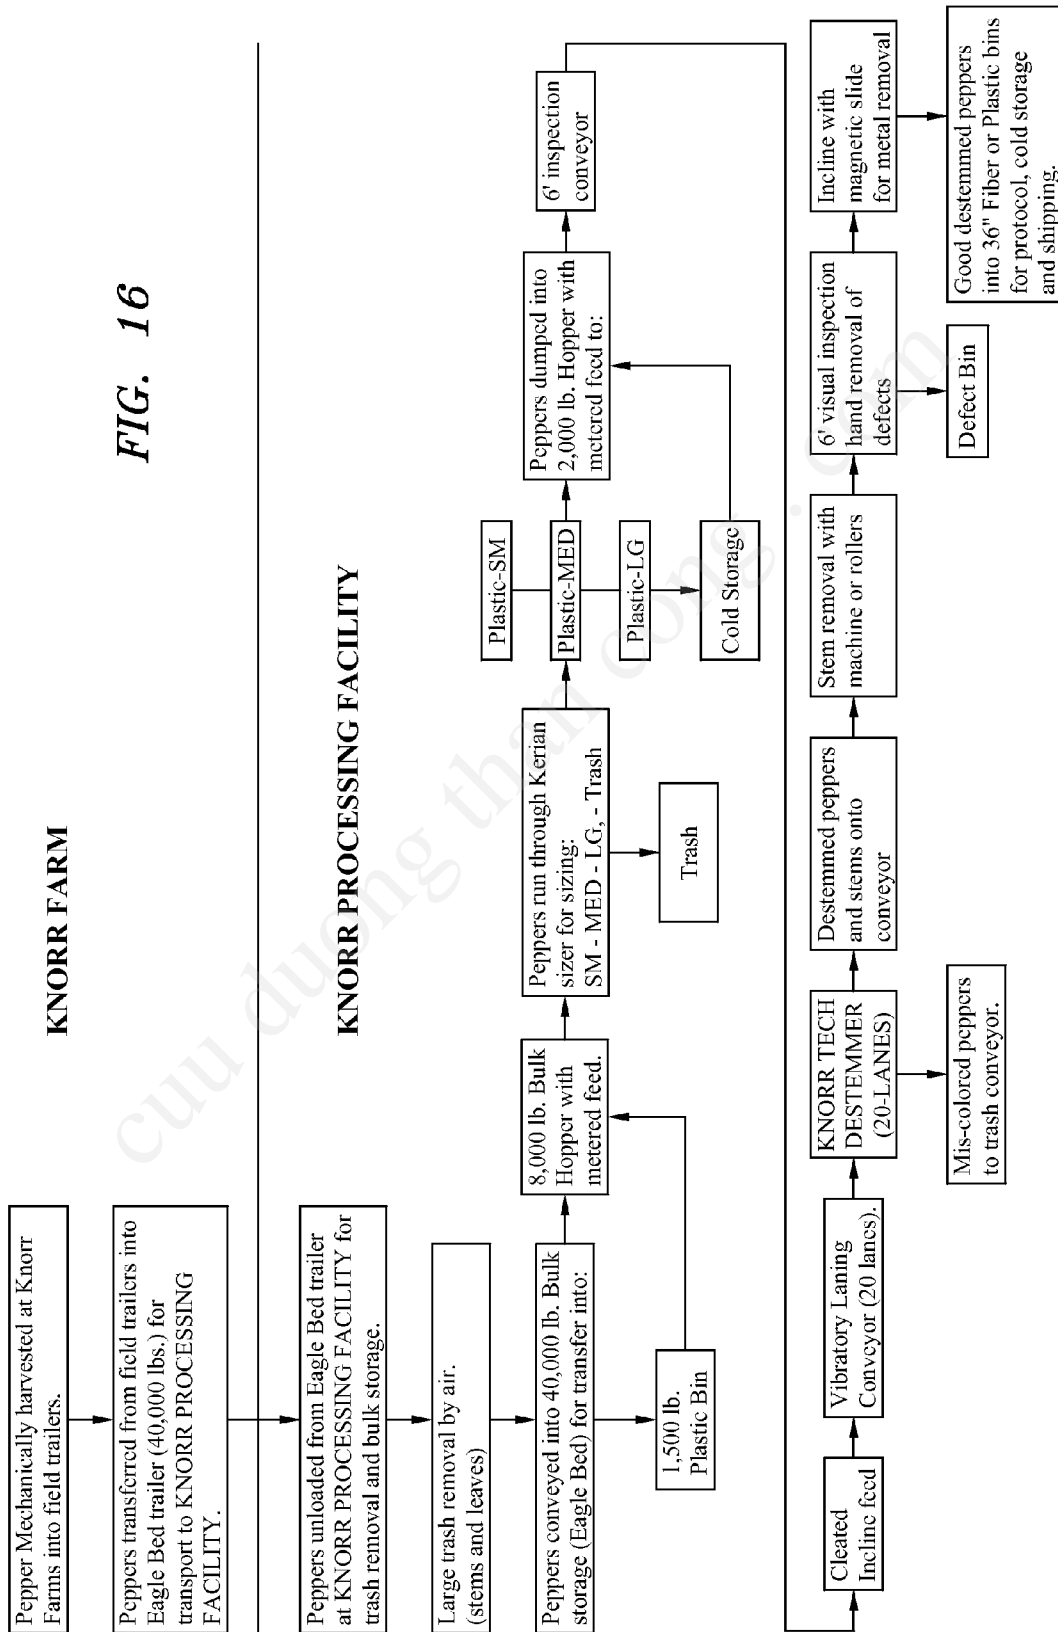 FIG. 16
KNORR FARM
Pepper Mechanically harvested at Knorr
Farms into field trailers.
Peppers transferred from field trailers into
Eagle Bed trailer (40,000 lbs.) for
transport to KNORR PROCESSING
FACILITY.
KNORR PROCESSING FACILITY
Peppers unloaded from Eagle Bed trailer
at KNORR PROCESSING FACILITY for
trash removal and bulk storage.
Large trash removal by air.
(stems and leaves)
Peppers conveyed into 40,000 lb. Bulk
storage (Eagle Bed) for transfer into:
1,500 lb.
Plastic Bin
8,000 lb. Bulk
Hopper with
metered feed.
Peppers run through Kerian
sizer for sizing:
SM - MED - LG, - Trash
Trash
Plastic-SM
Plastic-MED
Plastic-LG
Cold Storage
Peppers dumped into
2,000 lb. Hopper with
metered feed to:
6' inspection
conveyor
Cleated
Incline feed
Vibratory Laning
Conveyor (20 lanes).
KNORR TECH
DESTEMMER
(20-LANES)
Mis-colored peppers
to trash conveyor.
Destemmed peppers
and stems onto
conveyor
Stem removal with
machine or rollers
6' visual inspection
hand removal of
defects
Defect Bin
Incline with
magnetic slide
for metal removal
Good destemmed peppers
into 36" Fiber or Plastic bins
for protocol, cold storage
and shipping.
cuu duong than cong . com